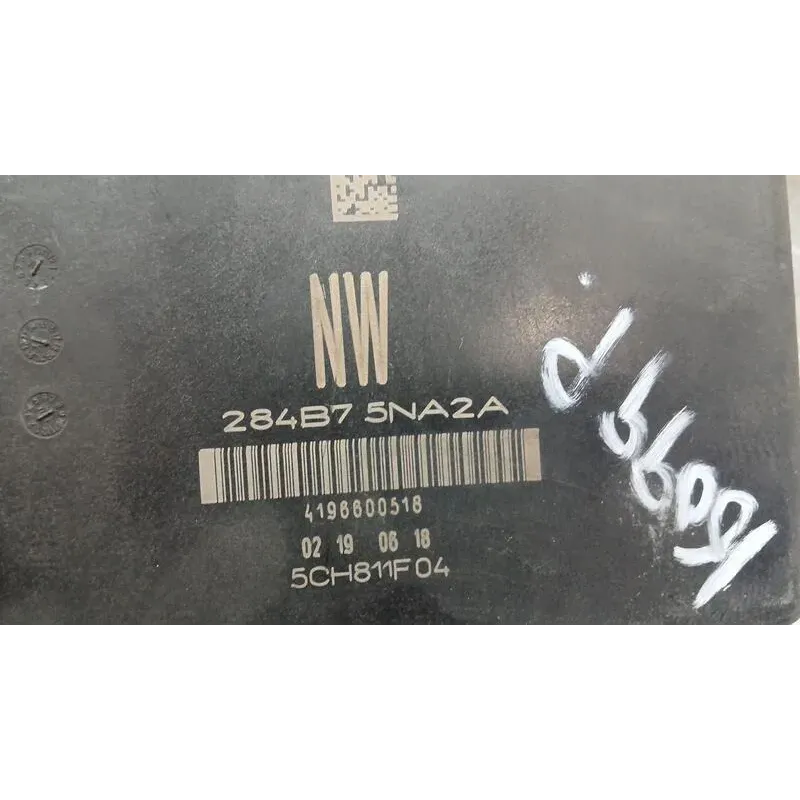 NW
284B7 5NA2A
4196600518
02 19 06 18
5CH811F04